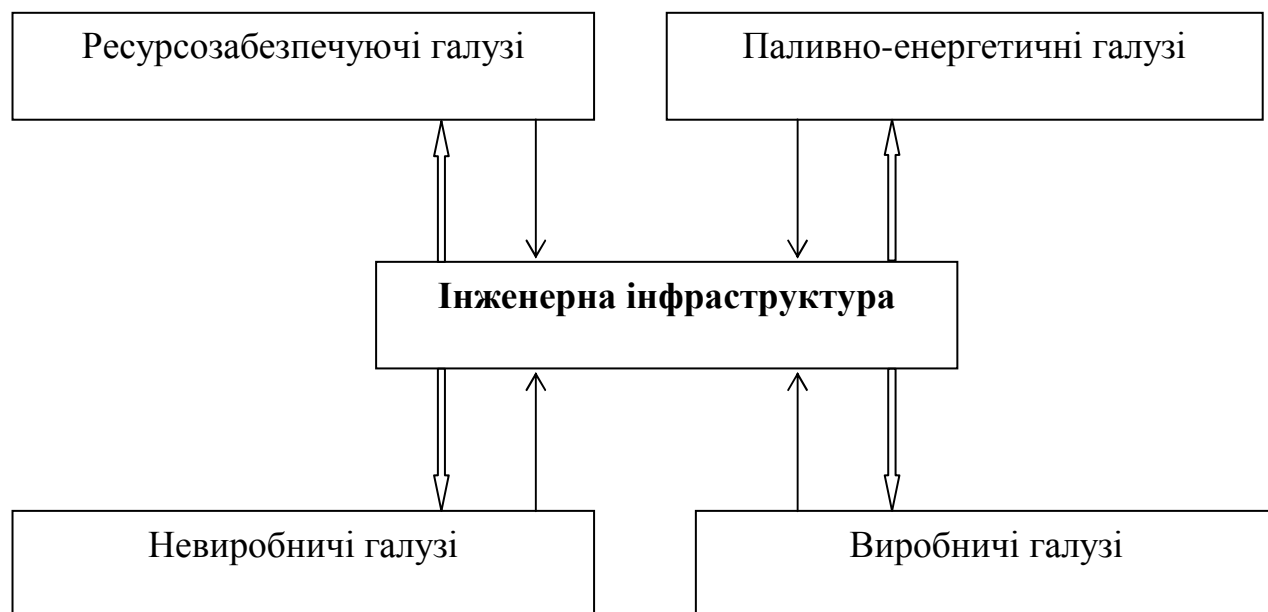 Ресурсозабезпечуючі галузі
Паливно-енергетичні галузі
Інженерна інфраструктура
Невиробничі галузі
Виробничі галузі